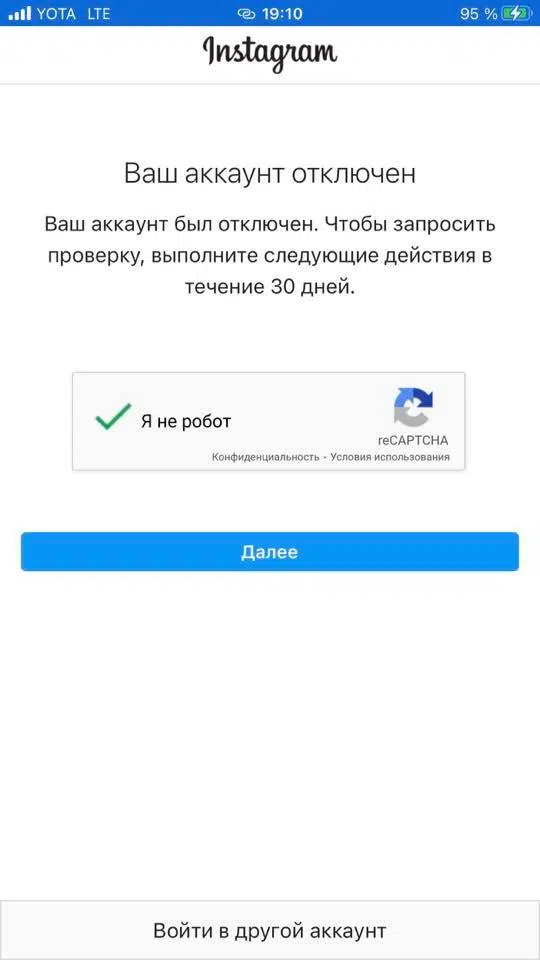 YOTA LTE 19:10 95 %
Instagram
Ваш аккаунт отключен
Ваш аккаунт был отключен. Чтобы запросить
проверку, выполните следующие действия в
течение 30 дней.
Я не робот
reCAPTCHA
Конфиденциальность - Условия использования
Далее
Войти в другой аккаунт